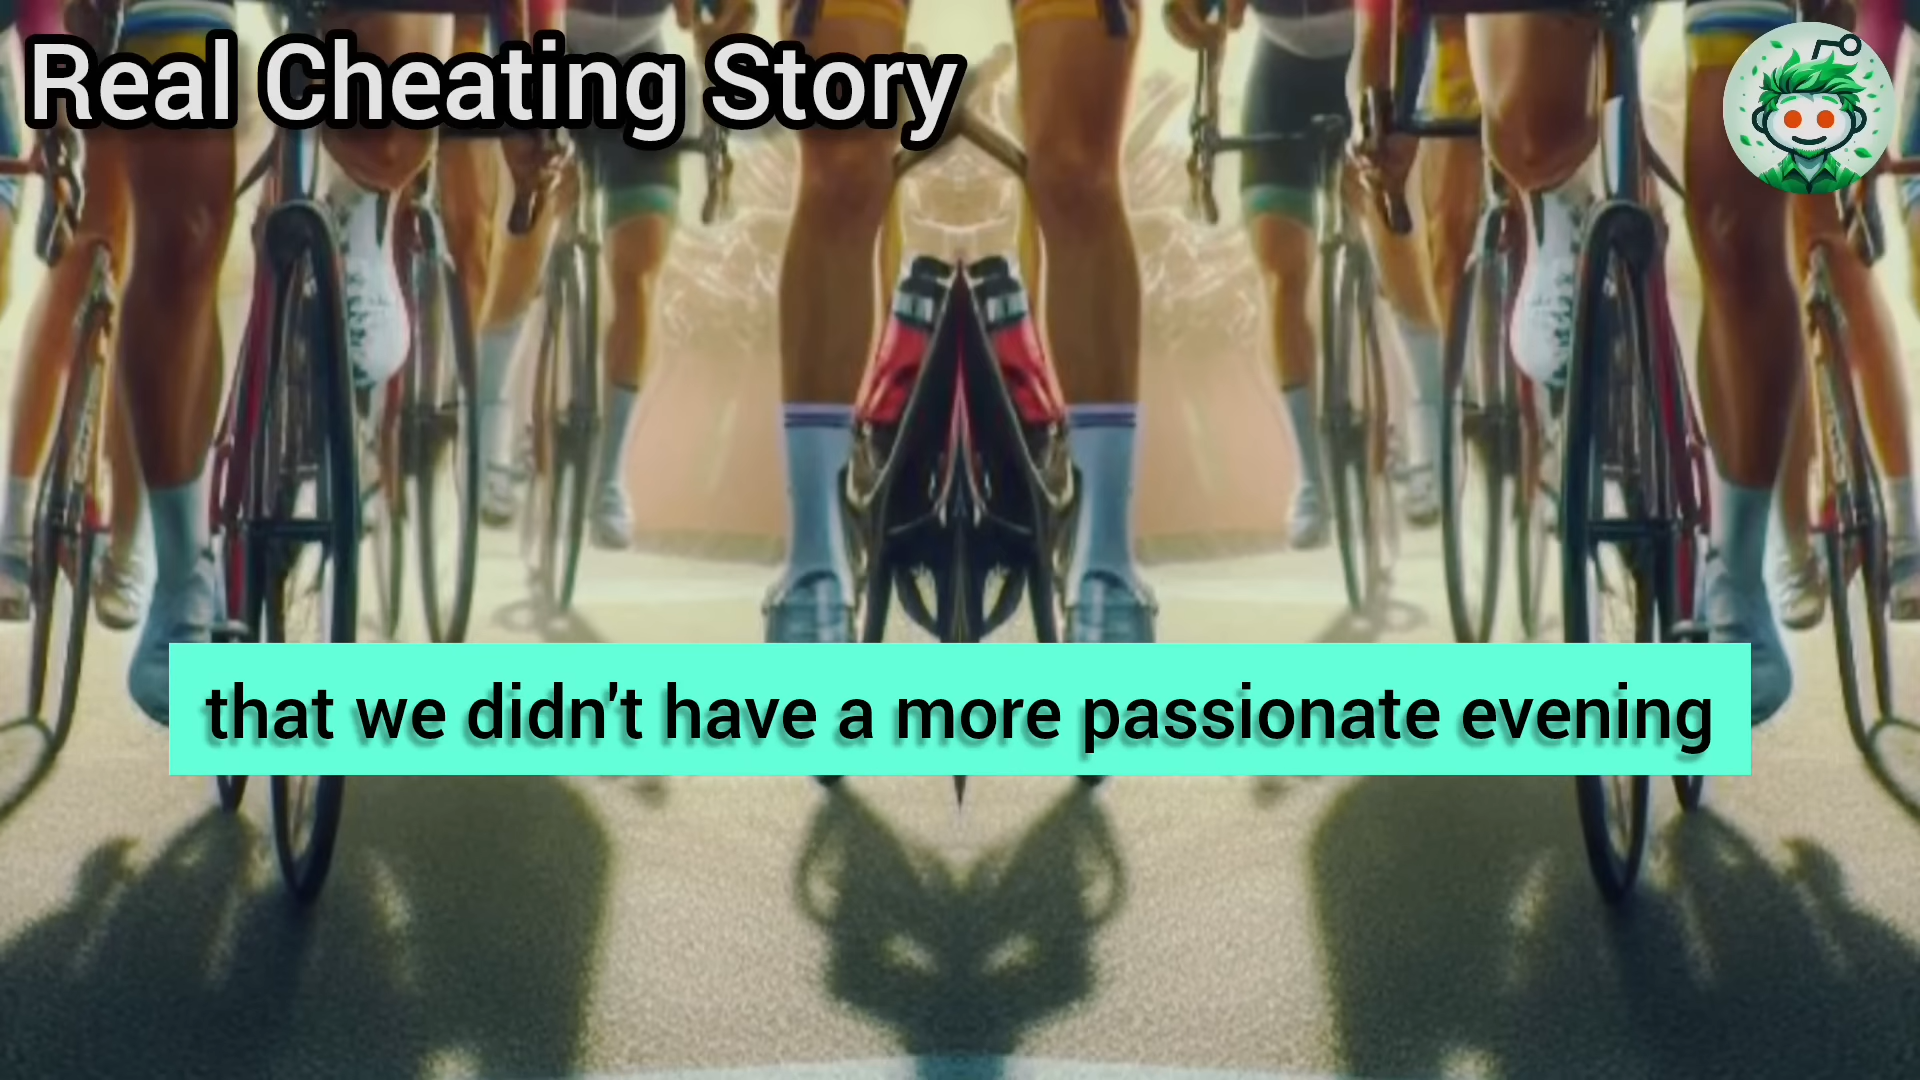 Real Cheating Story
that we didn't have a more passionate evening